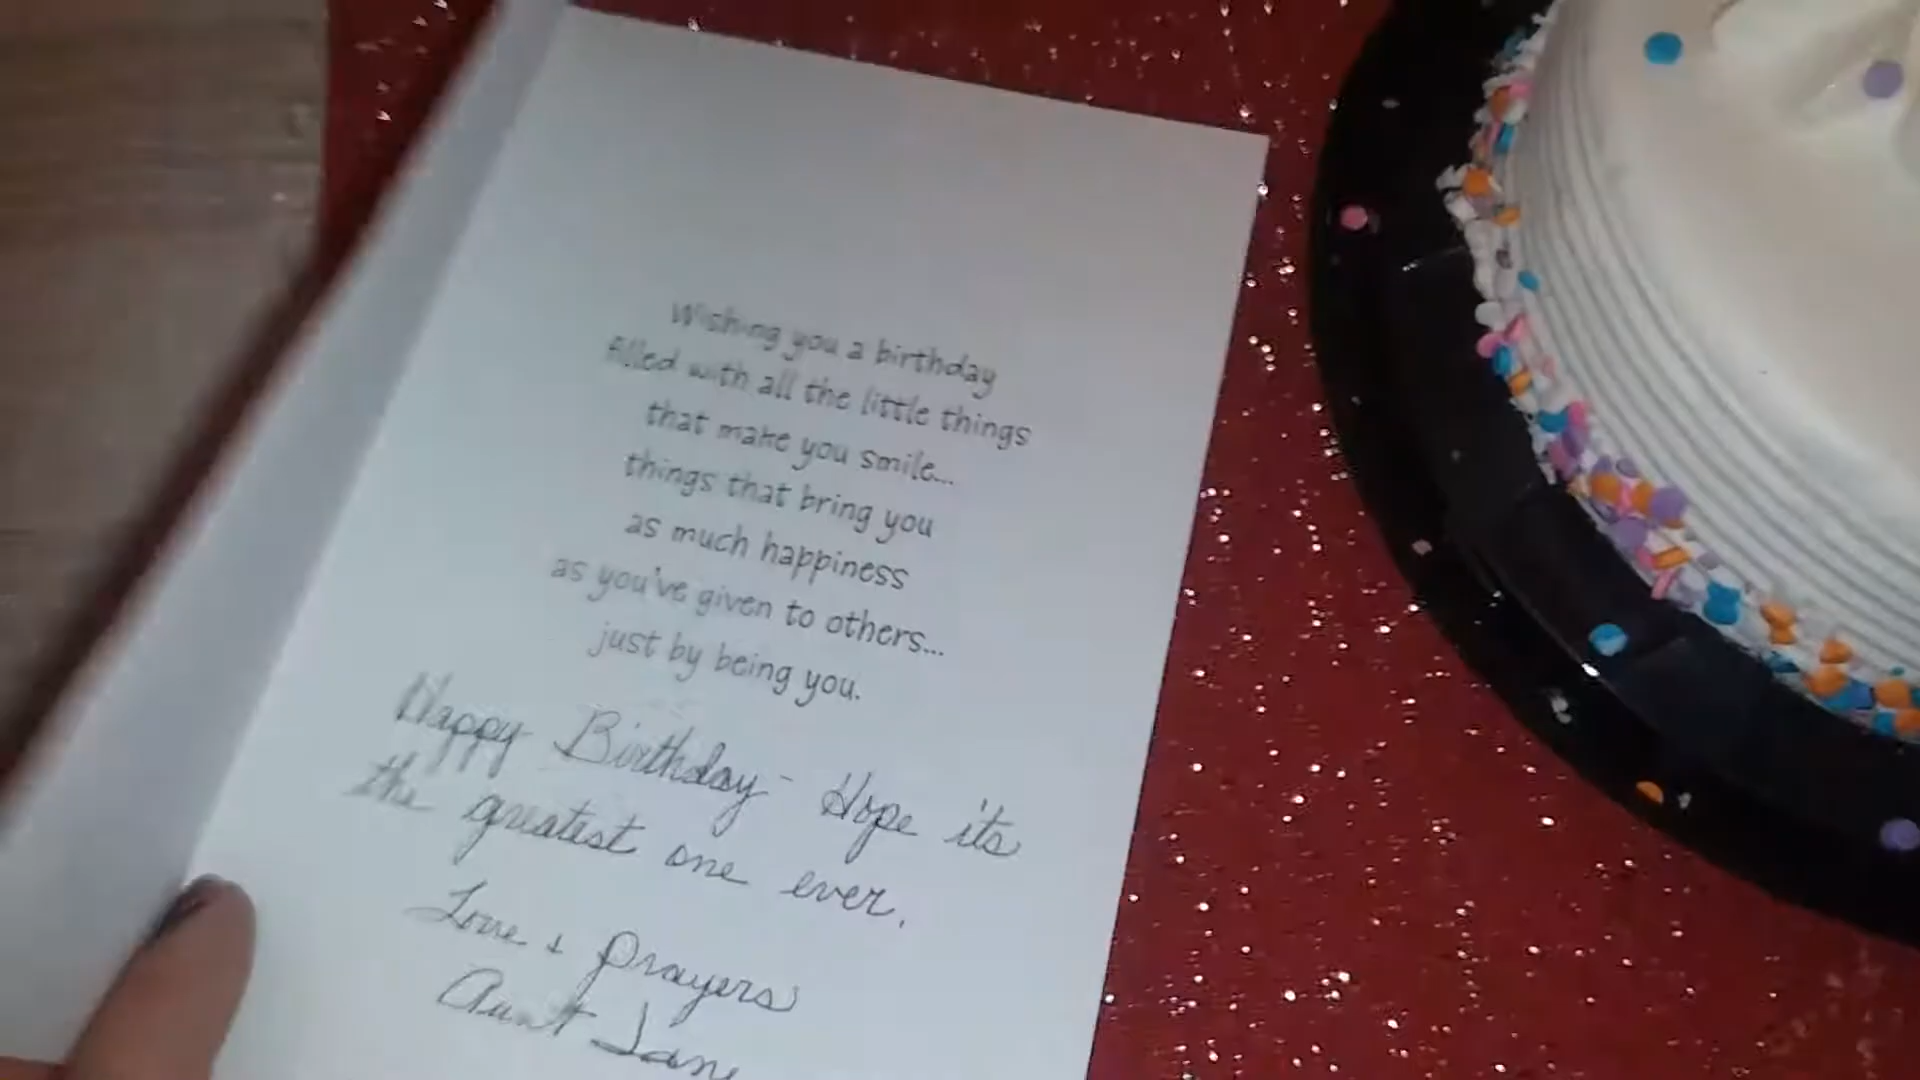 Wishing you a birthday
filled with all the little things
that make you smile...
things that bring you
as much happiness
as you've given to others...
just by being you.
Happy Birthday - Hope its
the greatest one ever.
Love + Prayers
Aunt